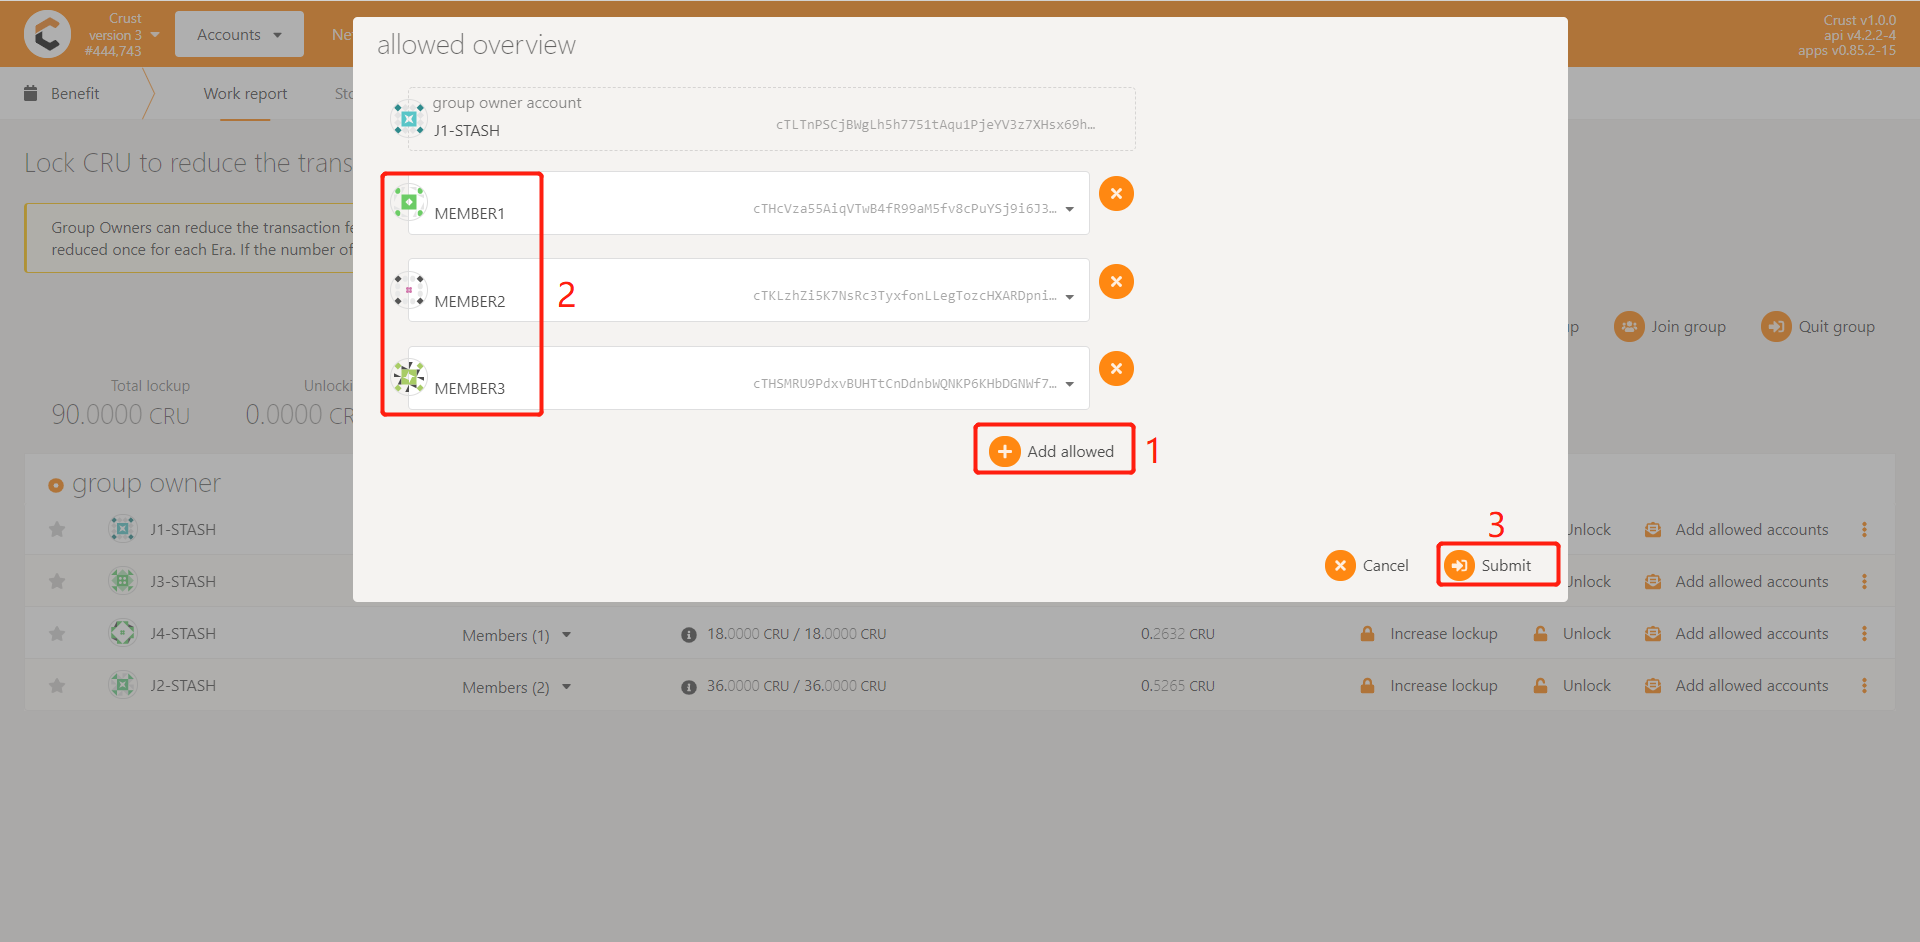 Crust
version 3
#444,743
Accounts
Ne
Crust v1.0.0
api v4.2.2-4
apps v0.85.2-15
Benefit
Work report
Sto
allowed overview
group owner account
J1-STASH
cTLTnPSCjBWgLh5h7751tAqu1PjeYV3z7XHsx69h…
MEMBER1
cTHcVza55AiqVTwB4fR99aM5fv8cPuYSj9i6J3…
MEMBER2
cTKLzhZi5K7NsRc3TyxfonLLegTozcHXARDpni…
MEMBER3
cTHSMRU9PdxvBUHTtCnDdnbWQNKP6KHbDGNWf7…
2
Add allowed
1
3
Cancel
Submit
Lock CRU to reduce the trans
Group Owners can reduce the transaction fe
reduced once for each Era. If the number of
up
Join group
Quit group
Total lockup
90.0000 CRU
Unlocki
0.0000 CR
group owner
J1-STASH
Unlock
Add allowed accounts
J3-STASH
Unlock
Add allowed accounts
J4-STASH
Members (1)
18.0000 CRU / 18.0000 CRU
0.2632 CRU
Increase lockup
Unlock
Add allowed accounts
J2-STASH
Members (2)
36.0000 CRU / 36.0000 CRU
0.5265 CRU
Increase lockup
Unlock
Add allowed accounts